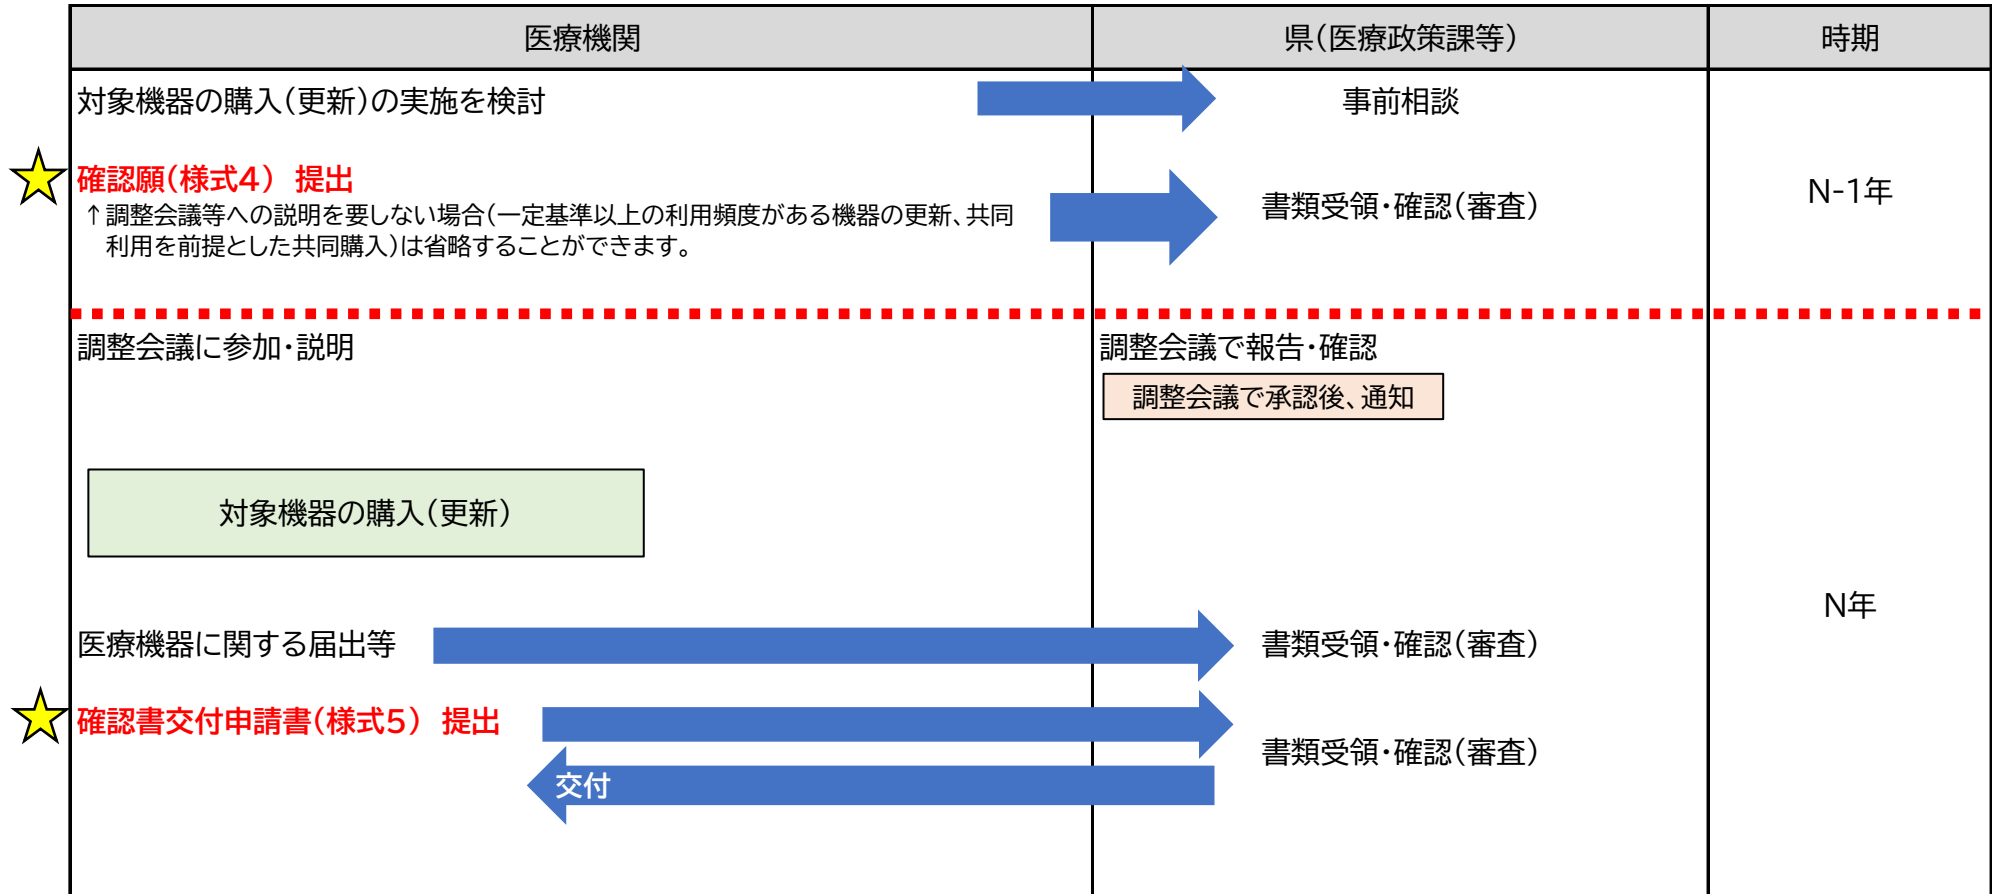 医療機関
県(医療政策課等)
時期
対象機器の購入(更新)の実施を検討
事前相談
確認願(様式4) 提出
↑調整会議等への説明を要しない場合(一定基準以上の利用頻度がある機器の更新、共同
利用を前提とした共同購入)は省略することができます。
書類受領・確認(審査)
N-1年
調整会議に参加・説明
調整会議で報告・確認
調整会議で承認後、通知
対象機器の購入(更新)
N年
医療機器に関する届出等
書類受領・確認(審査)
確認書交付申請書(様式5) 提出
書類受領・確認(審査)
交付